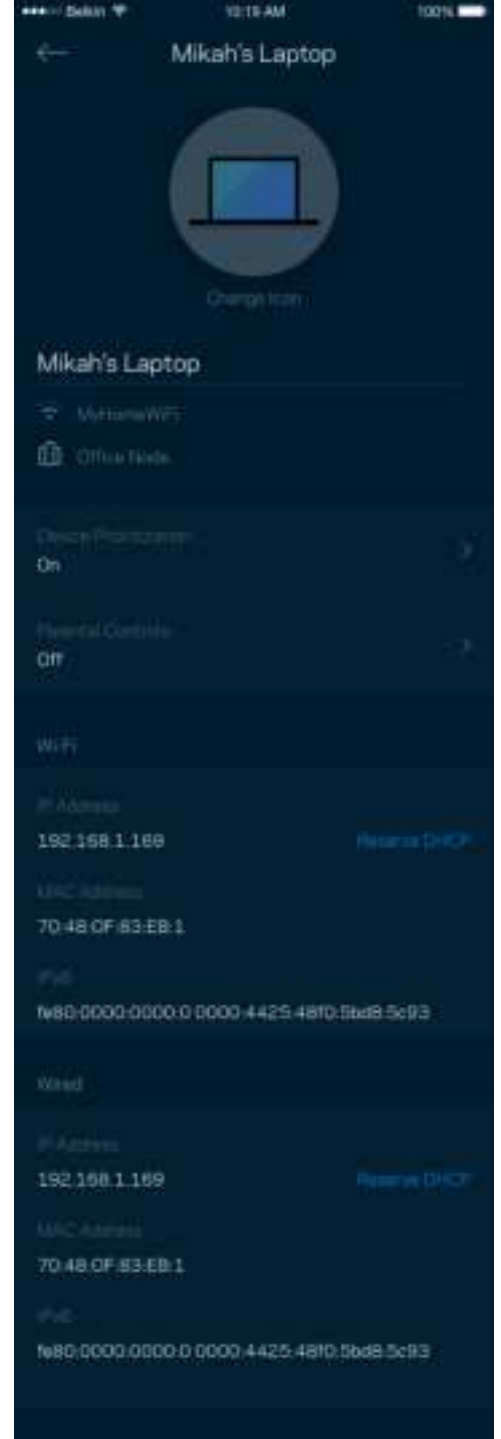 Belkin 10:19 AM 100%
Mikah's Laptop
Change Icon
Mikah's Laptop
MyHomeWiFi
Office Node
Device Prioritization
On
Parental Controls
Off
Wi-Fi
IP Address
192.168.1.169 Reserve DHCP
MAC Address
70:48:0F:83:EB:1
IPv6
fe80:0000:0000:0:0000:4425:48f0:5bd8:5c93
Wired
IP Address
192.168.1.169 Reserve DHCP
MAC Address
70:48:0F:83:EB:1
IPv6
fe80:0000:0000:0:0000:4425:48f0:5bd8:5c93